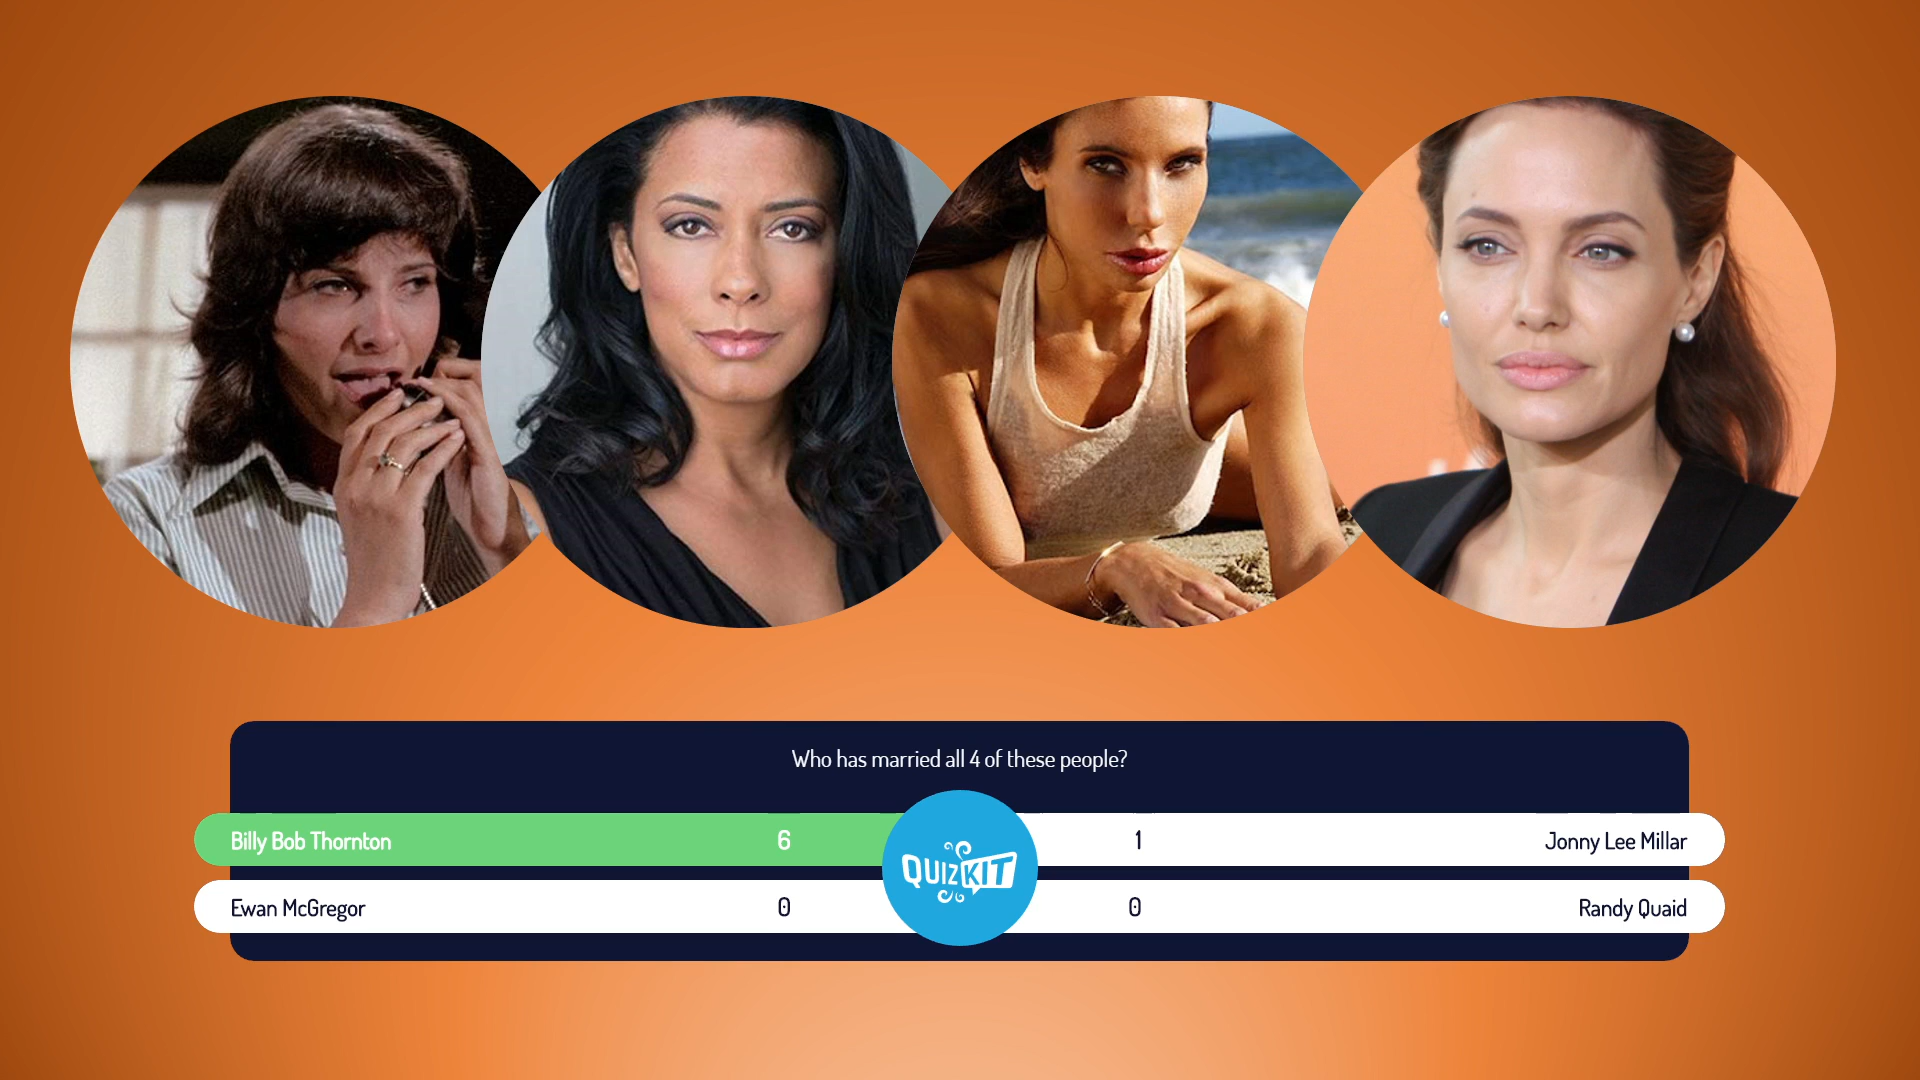 Who has married all 4 of these people?
Billy Bob Thornton 6
1 Jonny Lee Millar
QUIZKIT
Ewan McGregor 0
0 Randy Quaid